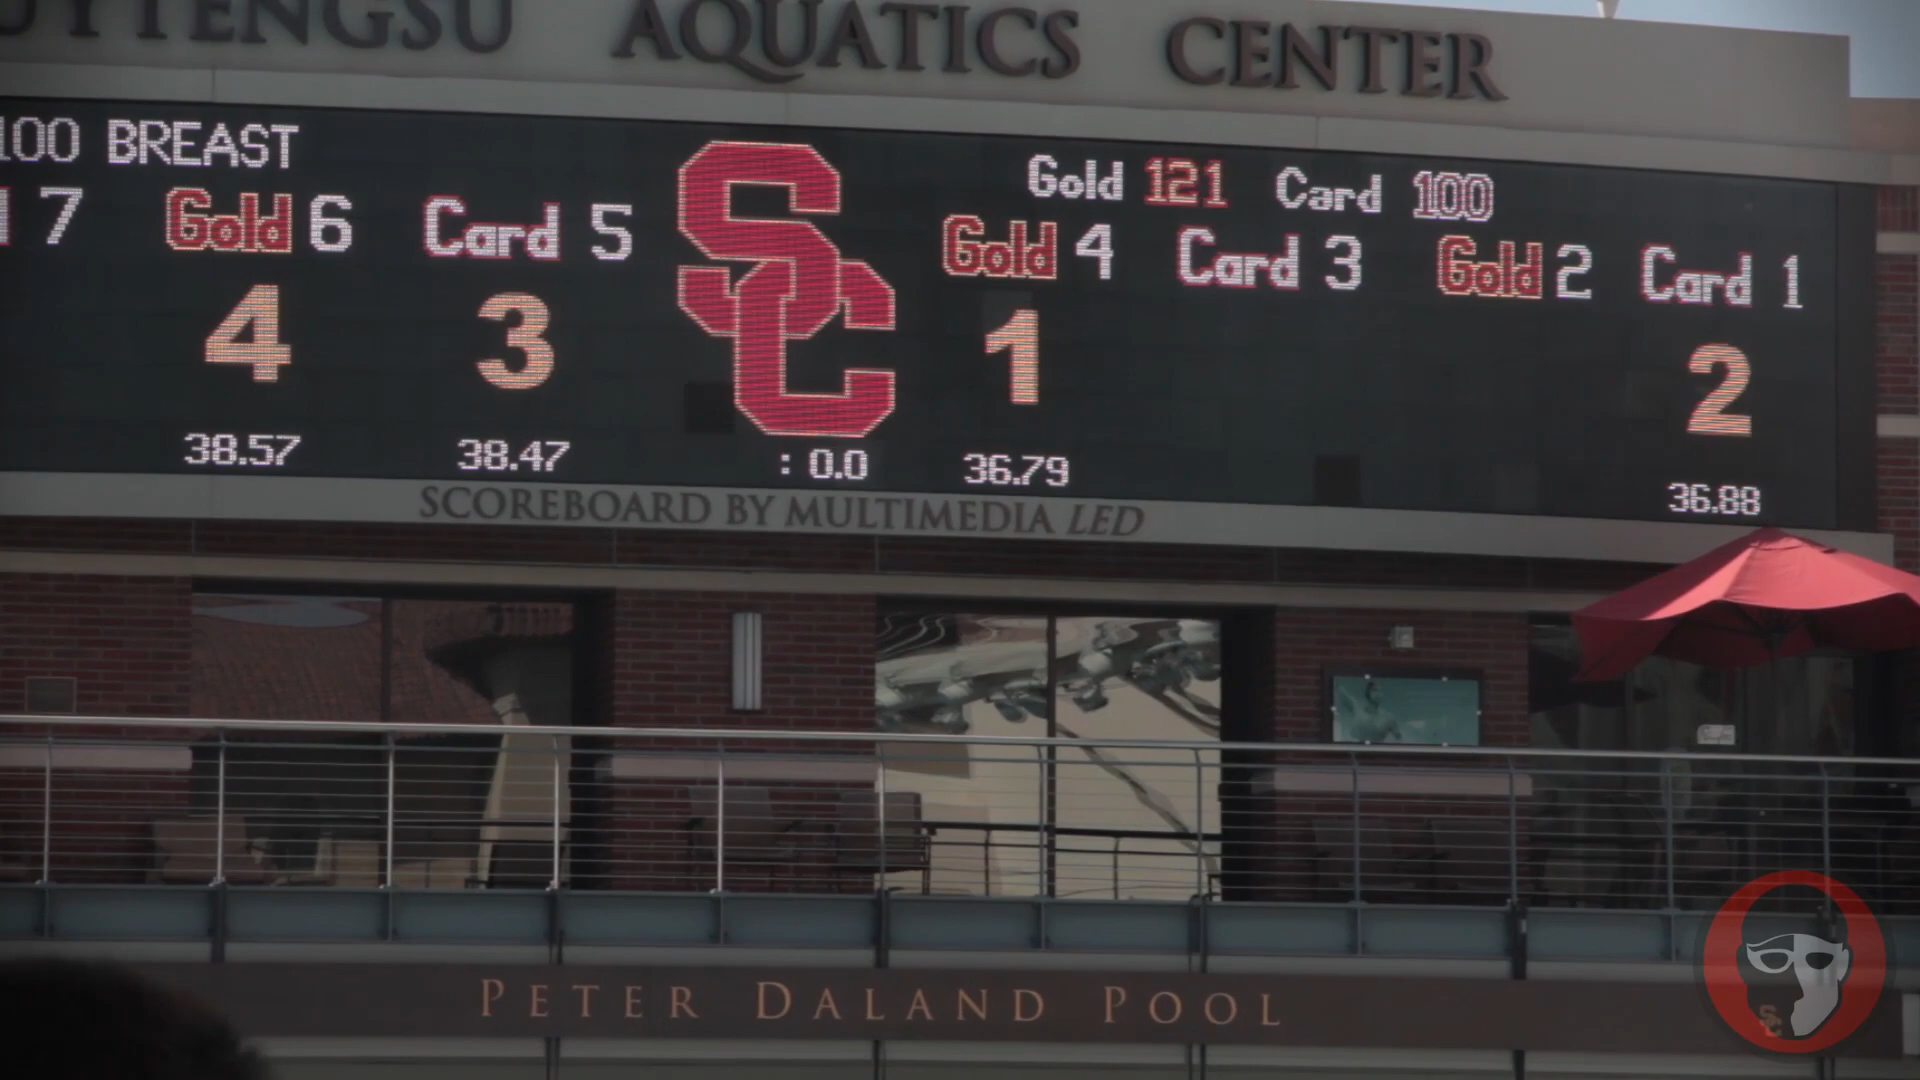 AQUATICS CENTER
100 BREAST
Gold 121 Card 100
7 Gold 6 Card 5 SC Gold 4 Card 3 Gold 2 Card 1
4 3 1 2
38.57 38.47 : 0.0 36.79 36.88
SCOREBOARD BY MULTIMEDIA LED
PETER DALAND POOL
SC